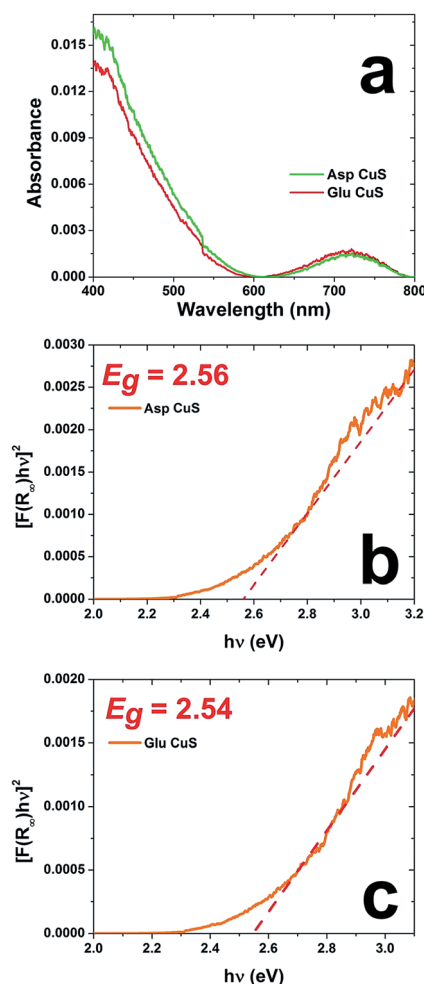 a
0.015
0.012
0.009
0.006
0.003
0.000
Absorbance
Asp CuS
Glu CuS
400 500 600 700 800
Wavelength (nm)
b
Eg = 2.56
Asp CuS
0.0030
0.0025
0.0020
0.0015
0.0010
0.0005
0.0000
[F(R∞)hν]²
2.0 2.2 2.4 2.6 2.8 3.0 3.2
hν (eV)
c
Eg = 2.54
Glu CuS
0.0020
0.0015
0.0010
0.0005
0.0000
[F(R∞)hν]²
2.0 2.2 2.4 2.6 2.8 3.0
hν (eV)